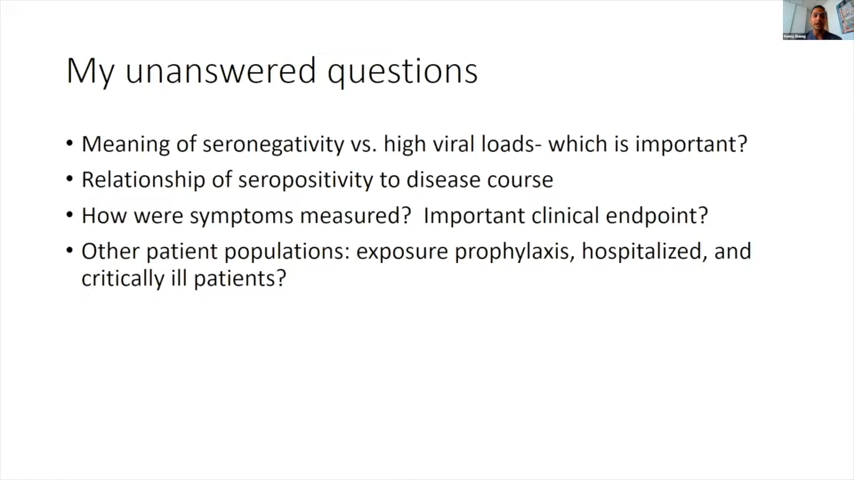 My unanswered questions
• Meaning of seronegativity vs. high viral loads- which is important?
• Relationship of seropositivity to disease course
• How were symptoms measured?  Important clinical endpoint?
• Other patient populations: exposure prophylaxis, hospitalized, and
critically ill patients?